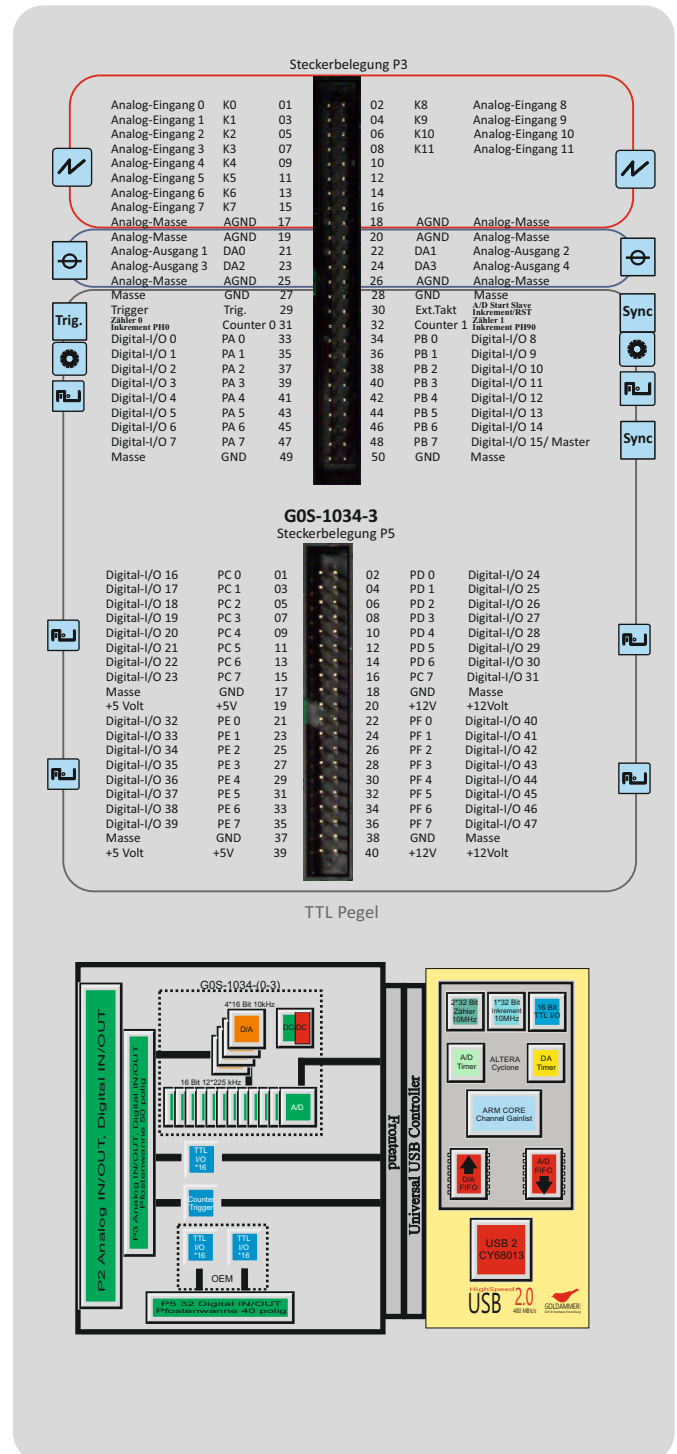 Steckerbelegung P3
Analog-Eingang 0 K0 01 02 K8 Analog-Eingang 8
Analog-Eingang 1 K1 03 04 K9 Analog-Eingang 9
Analog-Eingang 2 K2 05 06 K10 Analog-Eingang 10
Analog-Eingang 3 K3 07 08 K11 Analog-Eingang 11
Analog-Eingang 4 K4 09 10
Analog-Eingang 5 K5 11 12
Analog-Eingang 6 K6 13 14
Analog-Eingang 7 K7 15 16
Analog-Masse AGND 17 18 AGND Analog-Masse
Analog-Masse AGND 19 20 AGND Analog-Masse
Analog-Ausgang 1 DA0 21 22 DA1 Analog-Ausgang 2
Analog-Ausgang 3 DA2 23 24 DA3 Analog-Ausgang 4
Analog-Masse AGND 25 26 AGND Analog-Masse
Masse GND 27 28 GND Masse
Trig. Trigger Trig. 29 30 Ext.Takt A/D Start Slave Inkrement/RST Sync
Zähler 0 Inkrement PH0 Counter 0 31 32 Counter 1 Zähler 1 Inkrement PH90
Digital-I/O 0 PA 0 33 34 PB 0 Digital-I/O 8
Digital-I/O 1 PA 1 35 36 PB 1 Digital-I/O 9
Digital-I/O 2 PA 2 37 38 PB 2 Digital-I/O 10
Digital-I/O 3 PA 3 39 40 PB 3 Digital-I/O 11
Digital-I/O 4 PA 4 41 42 PB 4 Digital-I/O 12
Digital-I/O 5 PA 5 43 44 PB 5 Digital-I/O 13
Digital-I/O 6 PA 6 45 46 PB 6 Digital-I/O 14
Digital-I/O 7 PA 7 47 48 PB 7 Digital-I/O 15/ Master Sync
Masse GND 49 50 GND Masse
G0S-1034-3
Steckerbelegung P5
Digital-I/O 16 PC 0 01 02 PD 0 Digital-I/O 24
Digital-I/O 17 PC 1 03 04 PD 1 Digital-I/O 25
Digital-I/O 18 PC 2 05 06 PD 2 Digital-I/O 26
Digital-I/O 19 PC 3 07 08 PD 3 Digital-I/O 27
Digital-I/O 20 PC 4 09 10 PD 4 Digital-I/O 28
Digital-I/O 21 PC 5 11 12 PD 5 Digital-I/O 29
Digital-I/O 22 PC 6 13 14 PD 6 Digital-I/O 30
Digital-I/O 23 PC 7 15 16 PC 7 Digital-I/O 31
Masse GND 17 18 GND Masse
+5 Volt +5V 19 20 +12V +12Volt
Digital-I/O 32 PE 0 21 22 PF 0 Digital-I/O 40
Digital-I/O 33 PE 1 23 24 PF 1 Digital-I/O 41
Digital-I/O 34 PE 2 25 26 PF 2 Digital-I/O 42
Digital-I/O 35 PE 3 27 28 PF 3 Digital-I/O 43
Digital-I/O 36 PE 4 29 30 PF 4 Digital-I/O 44
Digital-I/O 37 PE 5 31 32 PF 5 Digital-I/O 45
Digital-I/O 38 PE 6 33 34 PF 6 Digital-I/O 46
Digital-I/O 39 PE 7 35 36 PF 7 Digital-I/O 47
Masse GND 37 38 GND Masse
+5 Volt +5V 39 40 +12V +12Volt
TTL Pegel
P2 Analog IN/OUT, Digital IN/OUT
P3 Analog IN/OUT, Digital IN/OUT
Pfostenwanne 50 polig
G0S-1034-(0-3)
4*16 Bit 10kHz
D/A
DC/DC
16 Bit 12*225 kHz
A/D
TTL
I/O
*16
Counter
Trigger
TTL
I/O
*16
TTL
I/O
*16
OEM
P5 32 Digital IN/OUT
Pfostenwanne 40 polig
Frontend
Universal USB Controller
2*32 Bit
Zähler
10MHz
1*32 Bit
Inkrement
10MHz
16 Bit
TTL I/O
A/D
Timer
ALTERA
Cyclone
DA
Timer
ARM CORE
Channel Gainlist
D/A
FIFO
A/D
FIFO
USB 2
CY68013
HighSpeed
USB 2.0
480 MBit/s
GOLDAMMER